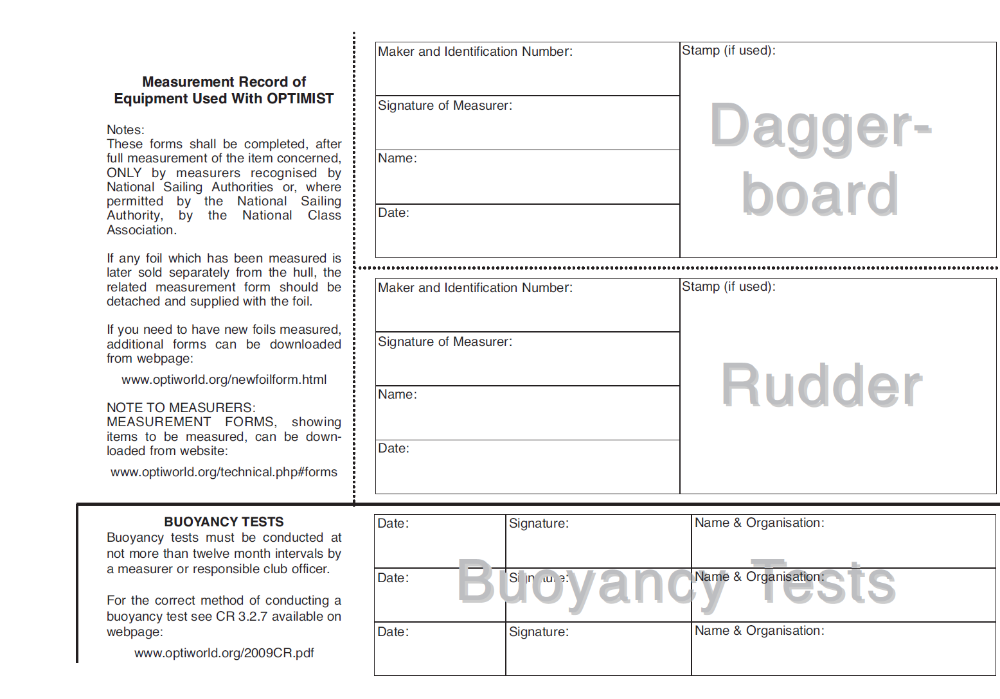 Measurement Record of
Equipment Used With OPTIMIST
Notes:
These forms shall be completed, after
full measurement of the item concerned,
ONLY by measurers recognised by
National Sailing Authorities or, where
permitted by the National Sailing
Authority, by the National Class
Association.
If any foil which has been measured is
later sold separately from the hull, the
related measurement form should be
detached and supplied with the foil.
If you need to have new foils measured,
additional forms can be downloaded
from webpage:
www.optiworld.org/newfoilform.html
NOTE TO MEASURERS:
MEASUREMENT FORMS, showing
items to be measured, can be down-
loaded from website:
www.optiworld.org/technical.php#forms
Maker and Identification Number:
Signature of Measurer:
Name:
Date:
Stamp (if used):
Dagger-
board
Maker and Identification Number:
Signature of Measurer:
Name:
Date:
Stamp (if used):
Rudder
BUOYANCY TESTS
Buoyancy tests must be conducted at
not more than twelve month intervals by
a measurer or responsible club officer.
For the correct method of conducting a
buoyancy test see CR 3.2.7 available on
webpage:
www.optiworld.org/2009CR.pdf
Date: Signature: Name & Organisation:
Date: Signature: Name & Organisation:
Buoyancy Tests
Date: Signature: Name & Organisation: